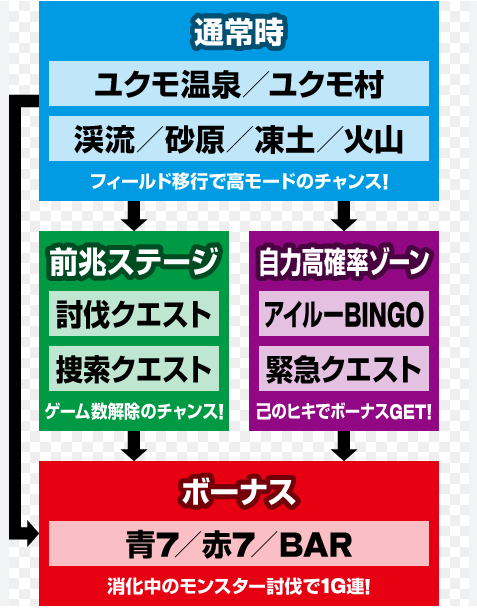 通常時
ユクモ温泉／ユクモ村
渓流／砂原／凍土／火山
フィールド移行で高モードのチャンス!
前兆ステージ
討伐クエスト
捜索クエスト
ゲーム数解除のチャンス!
自力高確率ゾーン
アイルーBINGO
緊急クエスト
己のヒキでボーナスGET!
ボーナス
青7／赤7／BAR
消化中のモンスター討伐で1G連!